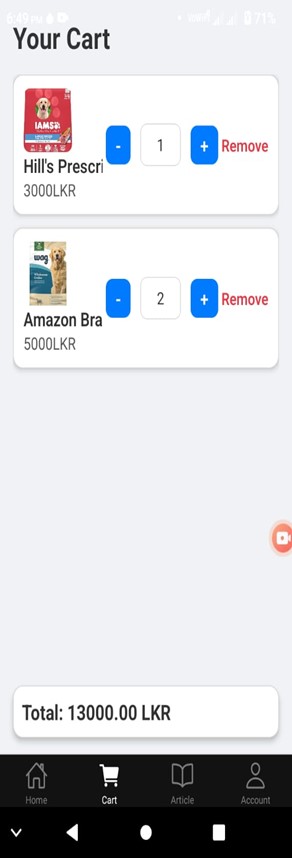 6:49 PM
71%
Your Cart
IAMS
Hill's Prescri
3000LKR
- 1 + Remove
wag
Amazon Bra
5000LKR
- 2 + Remove
Total: 13000.00 LKR
Home Cart Article Account